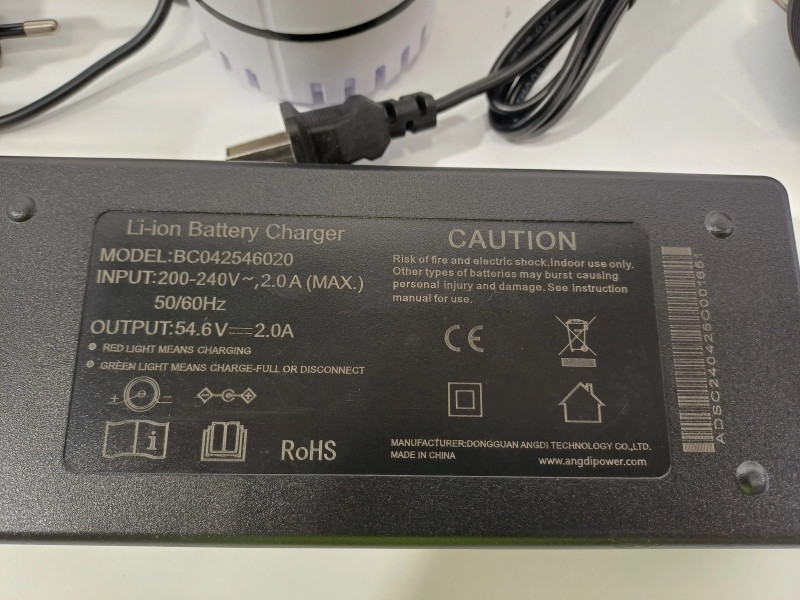 Li-ion Battery Charger
MODEL:BC042546020
INPUT:200-240V~,2.0A (MAX.)
50/60Hz
OUTPUT:54.6V⎓2.0A
RED LIGHT MEANS CHARGING
GREEN LIGHT MEANS CHARGE-FULL OR DISCONNECT
RoHS
CAUTION
Risk of fire and electric shock.Indoor use only.
Other types of batteries may burst causing
personal injury and damage. See instruction
manual for use.
CE
MANUFACTURER:DONGGUAN ANGDI TECHNOLOGY CO.,LTD.
MADE IN CHINA
www.angdipower.com